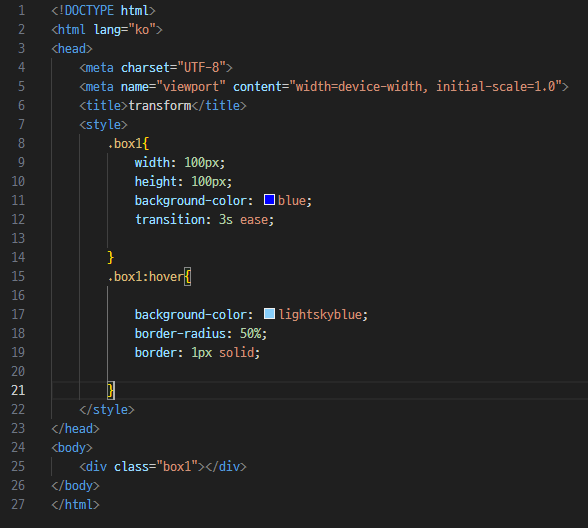 1 <!DOCTYPE html>
2 <html lang="ko">
3 <head>
4     <meta charset="UTF-8">
5     <meta name="viewport" content="width=device-width, initial-scale=1.0">
6     <title>transform</title>
7     <style>
8         .box1{
9             width: 100px;
10             height: 100px;
11             background-color: blue;
12             transition: 3s ease;
13
14         }
15         .box1:hover{
16
17             background-color: lightskyblue;
18             border-radius: 50%;
19             border: 1px solid;
20
21         }
22     </style>
23 </head>
24 <body>
25     <div class="box1"></div>
26 </body>
27 </html>